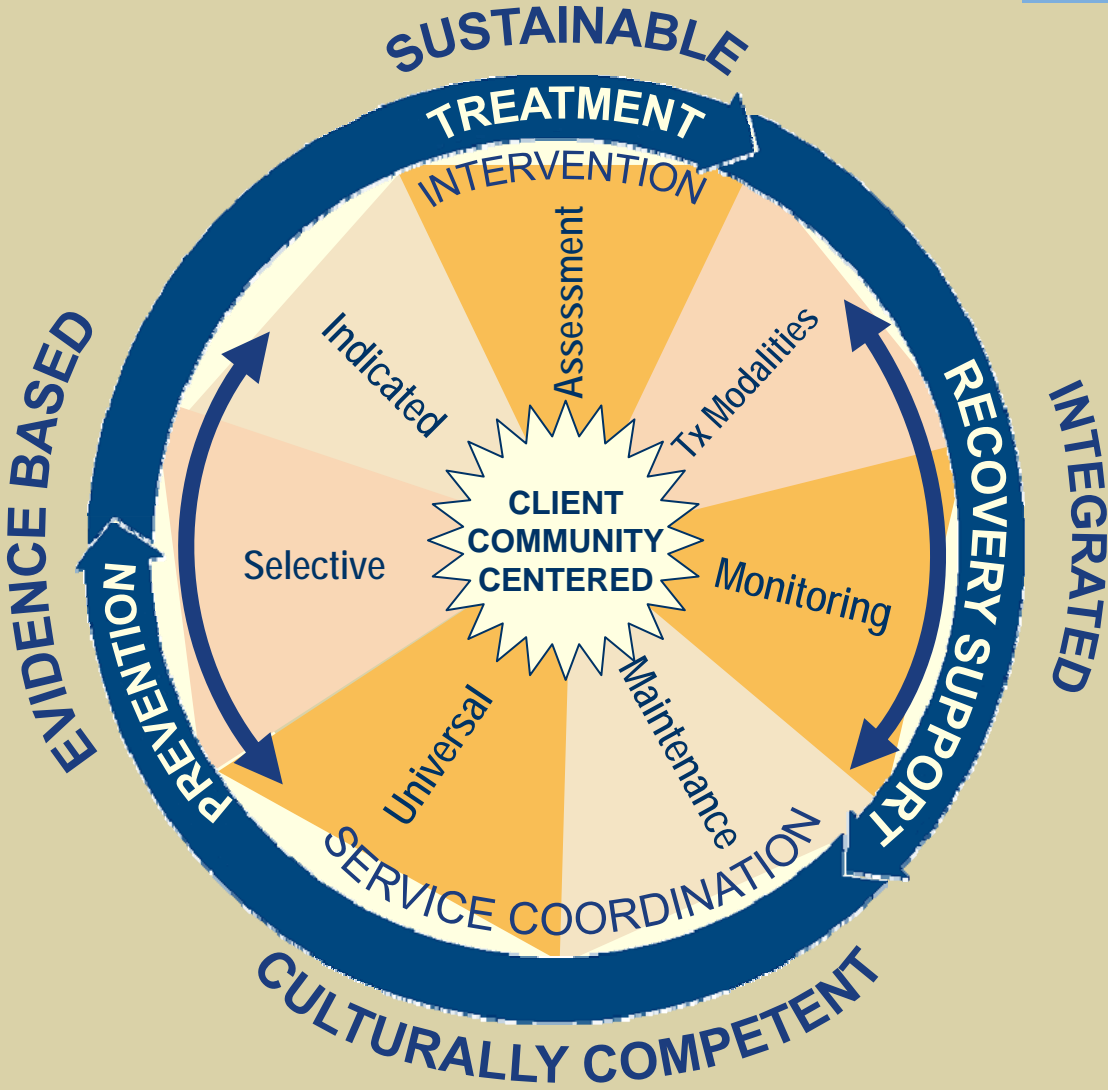 SUSTAINABLE
TREATMENT
INTERVENTION
Assessment
Indicated
Tx Modalities
EVIDENCE BASED
INTEGRATED
RECOVERY SUPPORT
CLIENT
COMMUNITY
CENTERED
Selective
Monitoring
PREVENTION
Universal
Maintenance
SERVICE COORDINATION
CULTURALLY COMPETENT